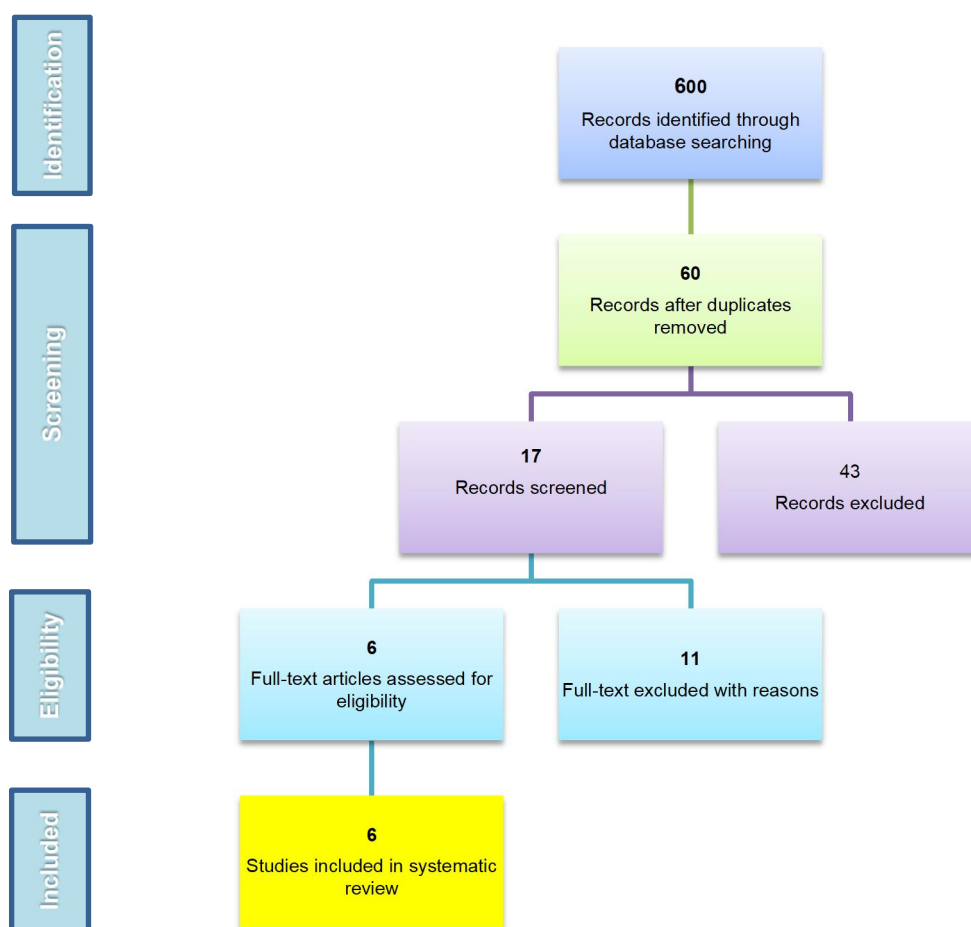 Identification
600
Records identified through
database searching
Screening
60
Records after duplicates
removed
17
Records screened
43
Records excluded
Eligibility
6
Full-text articles assessed for
eligibility
11
Full-text excluded with reasons
Included
6
Studies included in systematic
review